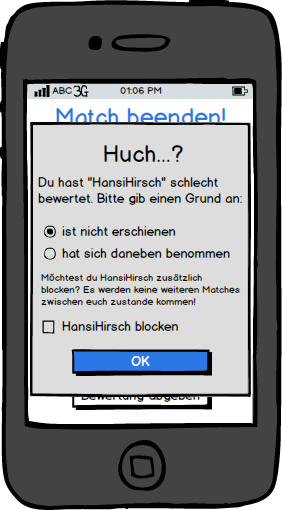 ABC 3G 01:06 PM
Match beenden!
Huch...?
Du hast "HansiHirsch" schlecht
bewertet. Bitte gib einen Grund an:
ist nicht erschienen
hat sich daneben benommen
Möchtest du HansiHirsch zusätzlich
blocken? Es werden keine weiteren Matches
zwischen euch zustande kommen!
HansiHirsch blocken
OK
Bewertung abgeben